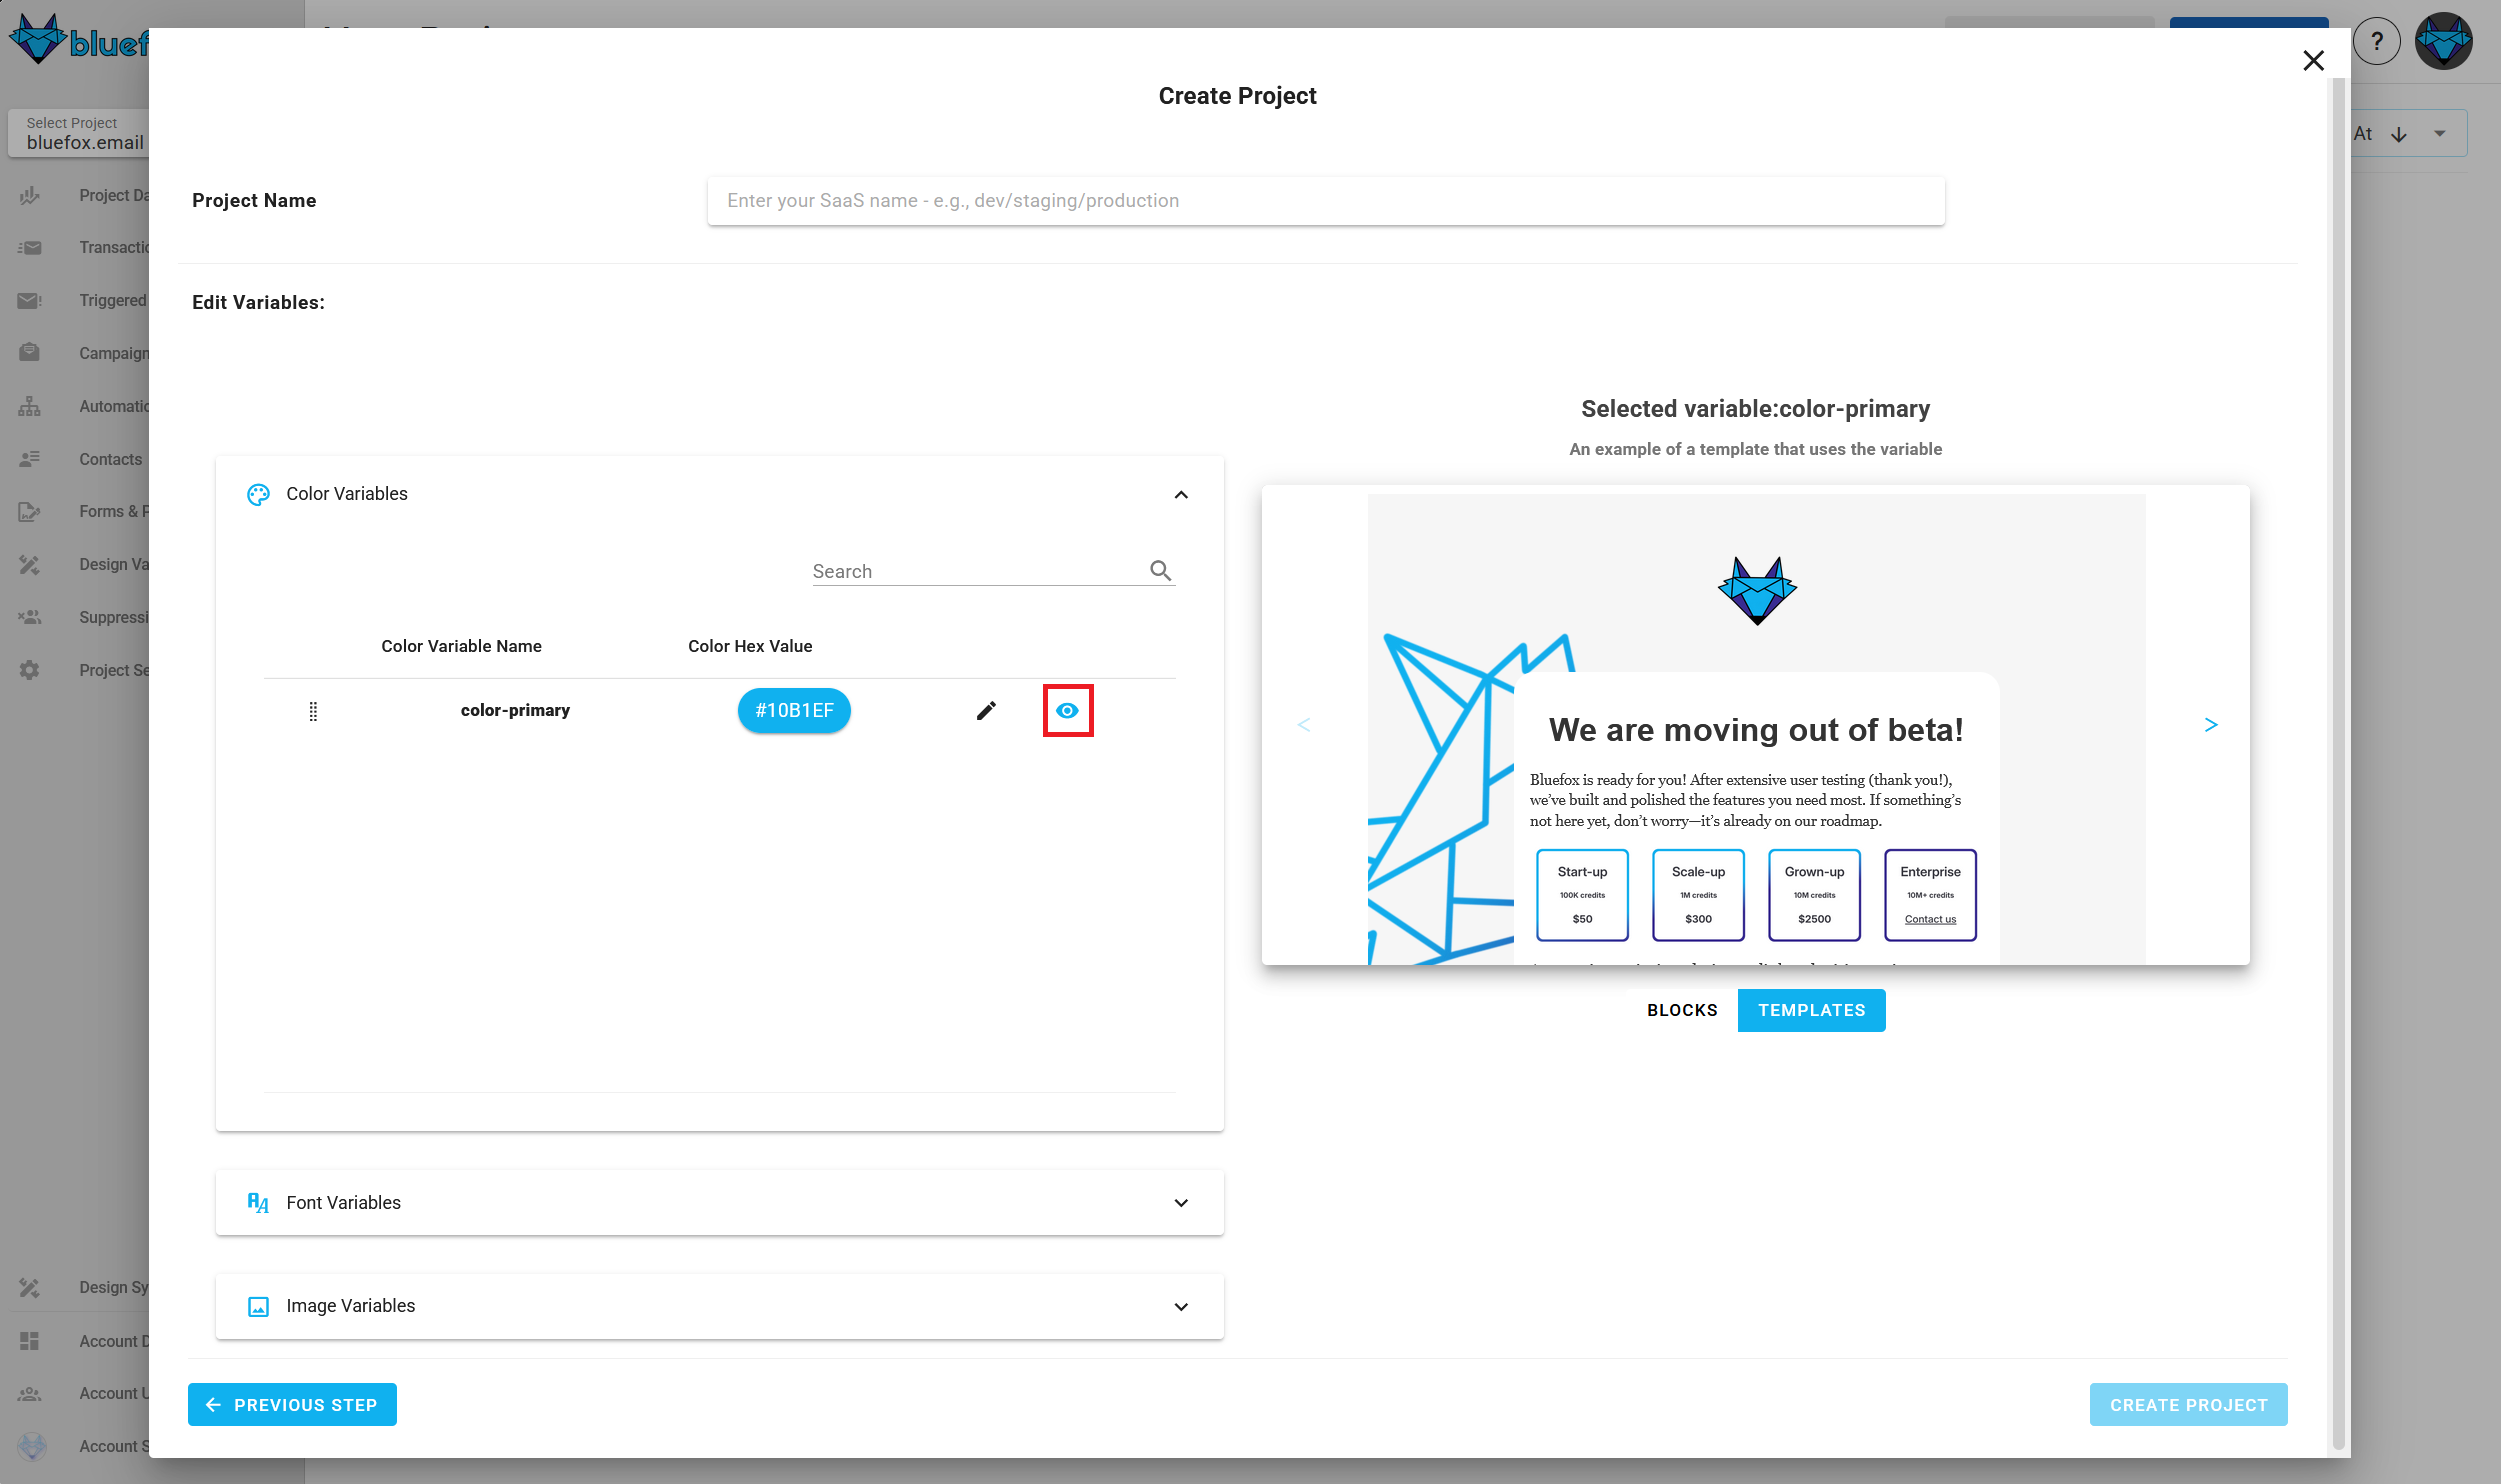 bluef
?
Select Project
bluefox.email
At
Project Da
Transactio
Triggered
Campaign
Automatic
Contacts
Forms & P
Design Va
Suppressi
Project Se
Design Sy
Account D
Account U
Account S
Create Project
Project Name
Enter your SaaS name - e.g., dev/staging/production
Edit Variables:
Color Variables
Search
Color Variable Name
Color Hex Value
color-primary
#10B1EF
Font Variables
Image Variables
Selected variable:color-primary
An example of a template that uses the variable
<
>
We are moving out of beta!
Bluefox is ready for you! After extensive user testing (thank you!),
we’ve built and polished the features you need most. If something’s
not here yet, don’t worry—it’s already on our roadmap.
Start-up
100K credits
$50
Scale-up
1M credits
$300
Grown-up
10M credits
$2500
Enterprise
10M+ credits
Contact us
BLOCKS
TEMPLATES
PREVIOUS STEP
CREATE PROJECT